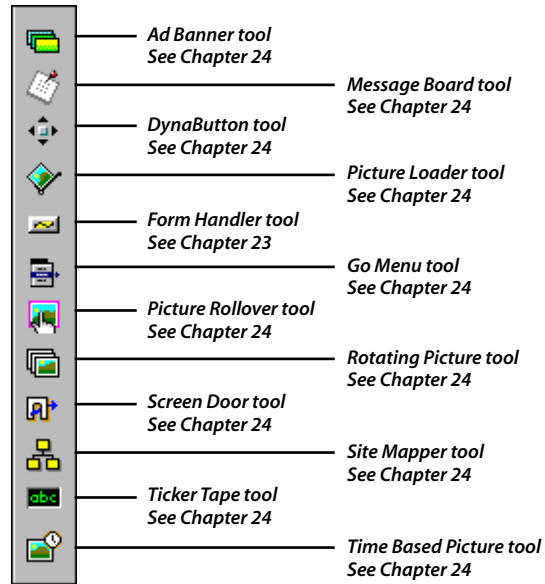 Ad Banner tool
See Chapter 24
Message Board tool
See Chapter 24
DynaButton tool
See Chapter 24
Picture Loader tool
See Chapter 24
Form Handler tool
See Chapter 23
Go Menu tool
See Chapter 24
Picture Rollover tool
See Chapter 24
Rotating Picture tool
See Chapter 24
Screen Door tool
See Chapter 24
Site Mapper tool
See Chapter 24
abc
Ticker Tape tool
See Chapter 24
Time Based Picture tool
See Chapter 24